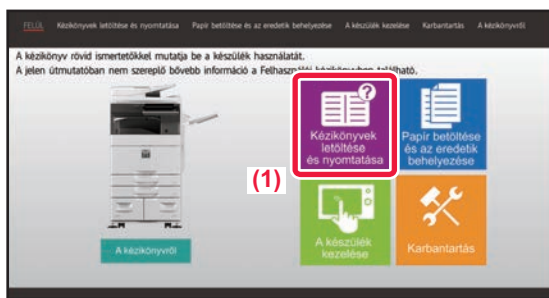 FELÜL Kézikönyvek letöltése és nyomtatása Papír betöltése és az eredetik behelyezése A készülék kezelése Karbantartás A kézikönyvről
A kézikönyv rövid ismertetőkkel mutatja be a készülék használatát.
A jelen útmutatóban nem szereplő bővebb információ a Felhasználói kézikönyvben található.
Kézikönyvek
letöltése
és nyomtatása
Papír betöltése
és az eredetik
behelyezése
(1)
A kézikönyvről
A készülék
kezelése
Karbantartás